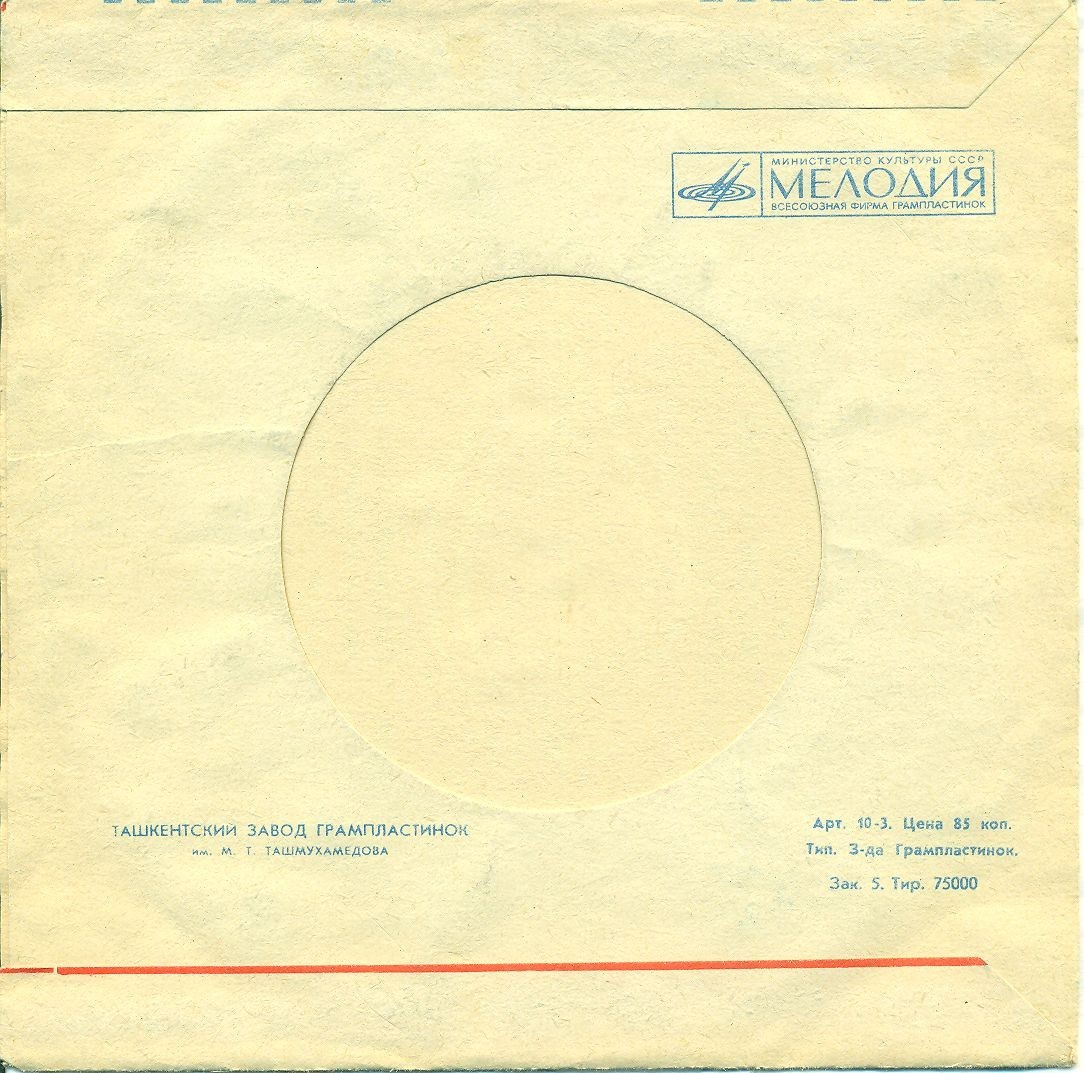 МИНИСТЕРСТВО КУЛЬТУРЫ СССР
МЕЛОДИЯ
ВСЕСОЮЗНАЯ ФИРМА ГРАМПЛАСТИНОК
ТАШКЕНТСКИЙ ЗАВОД ГРАМПЛАСТИНОК
им. М. Т. ТАШМУХАМЕДОВА
Арт. 10-3. Цена 85 коп.
Тип. З-да Грампластинок.
Зак. 5. Тир. 75000